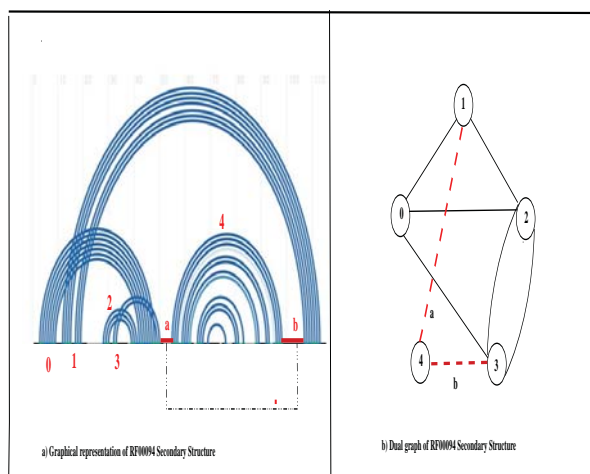 4
2
a
b
0
1
3
a) Graphical representation of RF00094 Secondary Structure
1
0
2
a
4
3
b
b) Dual graph of RF00094 Secondary Structure